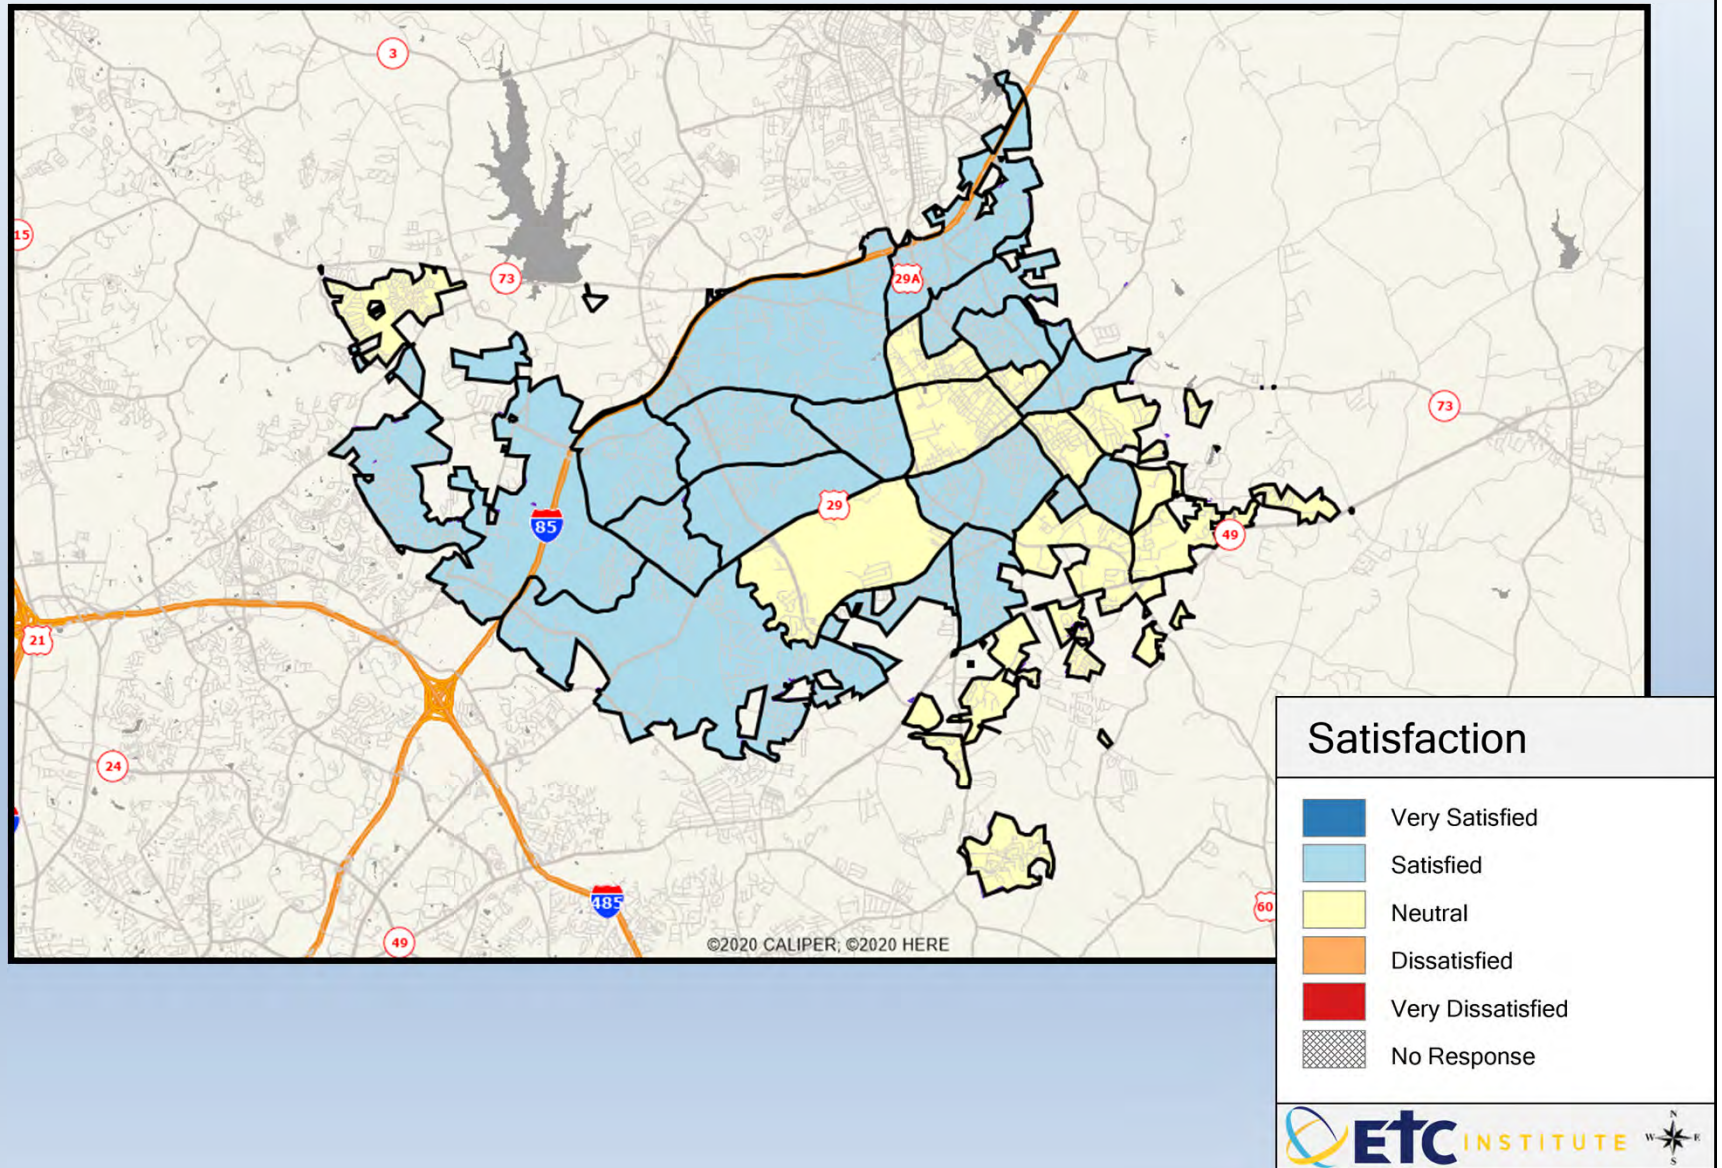 3
15
73
29A
73
29
85
49
21
24
485
60
49
©2020 CALIPER; ©2020 HERE
Satisfaction
Very Satisfied
Satisfied
Neutral
Dissatisfied
Very Dissatisfied
No Response
N
W E
S
ETC INSTITUTE